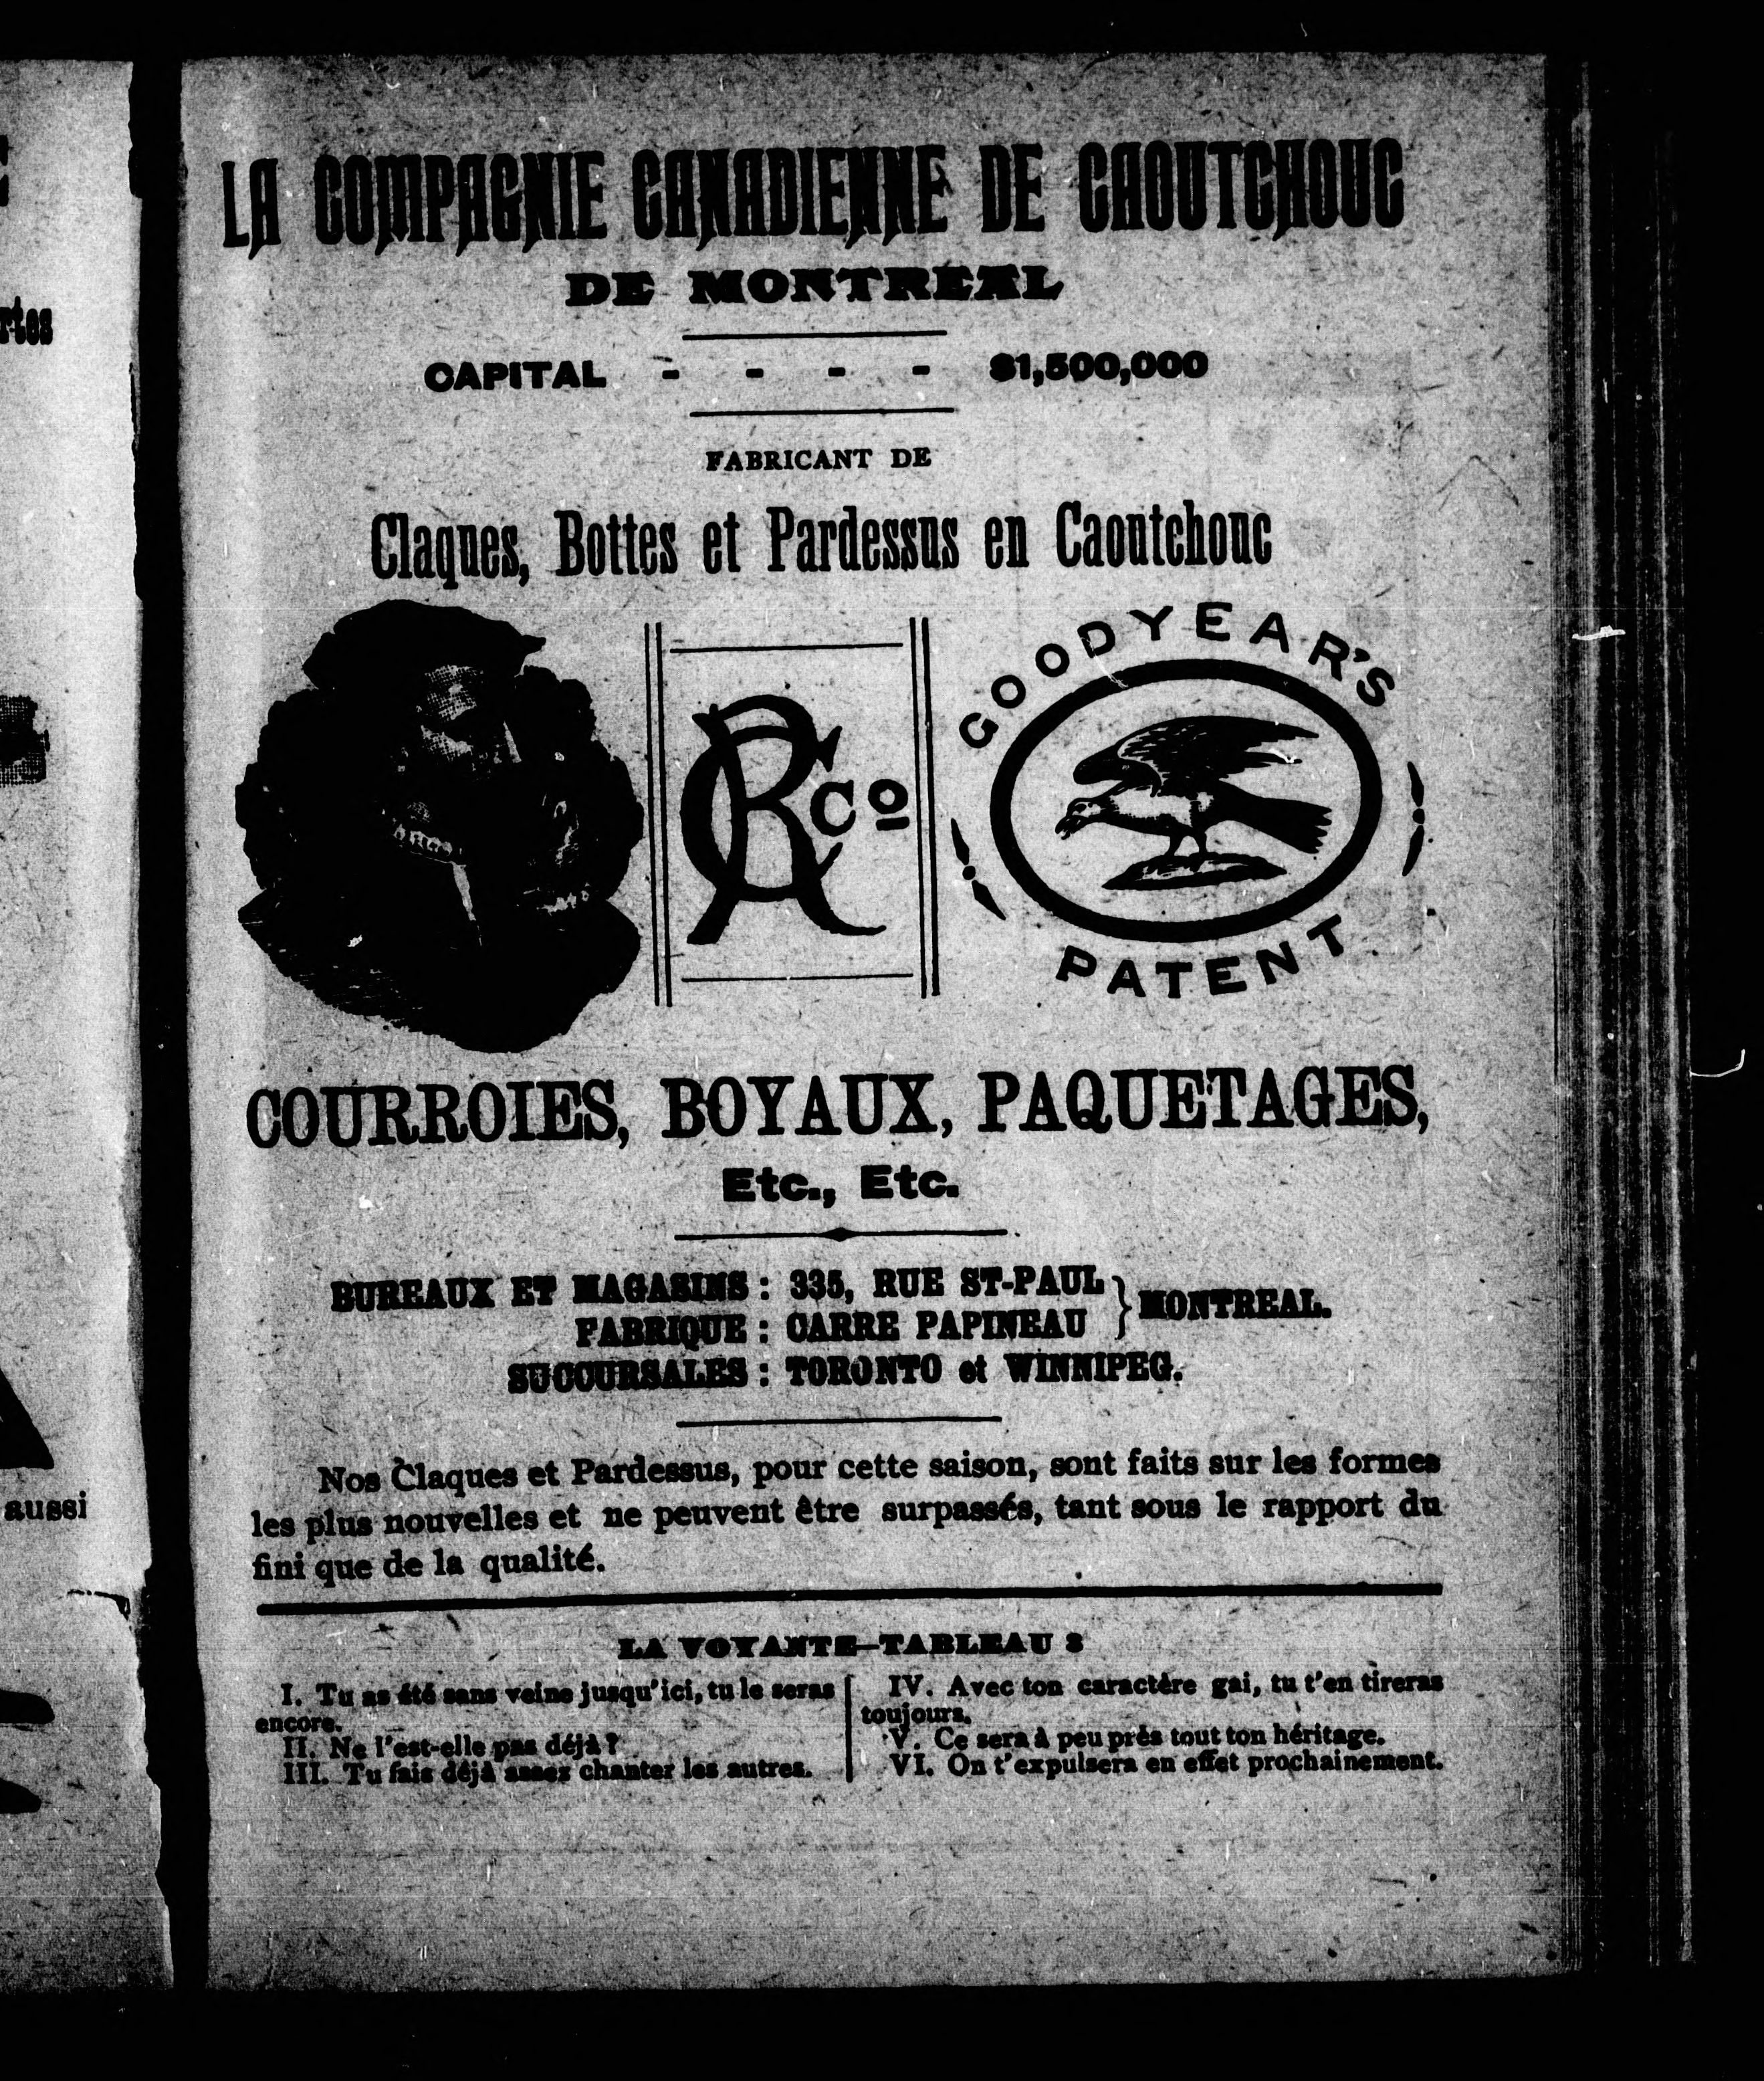 LA COMPAGNIE CANADIENNE DE CAOUTCHOUC
DE MONTREAL
CAPITAL - - - - $1,500,000
FABRICANT DE
Claques, Bottes et Pardessus en Caoutchouc
CR Co
GOODYEAR'S
PATENT
COURROIES, BOYAUX, PAQUETAGES,
Etc., Etc.
BUREAUX ET MAGASINS : 335, RUE ST-PAUL } MONTREAL.
FABRIQUE : CARRE PAPINEAU
SUCCURSALES : TORONTO et WINNIPEG.
Nos Claques et Pardessus, pour cette saison, sont faits sur les formes
les plus nouvelles et ne peuvent être surpassés, tant sous le rapport du
fini que de la qualité.
LA VOYANTE—TABLEAU 8
I. Tu as été sans veine jusqu'ici, tu le seras
encore.
II. Ne l'est-elle pas déjà ?
III. Tu fais déjà assez chanter les autres.
IV. Avec ton caractère gai, tu t'en tireras
toujours.
V. Ce sera à peu près tout ton héritage.
VI. On t'expulsera en effet prochainement.
rtes
aussi